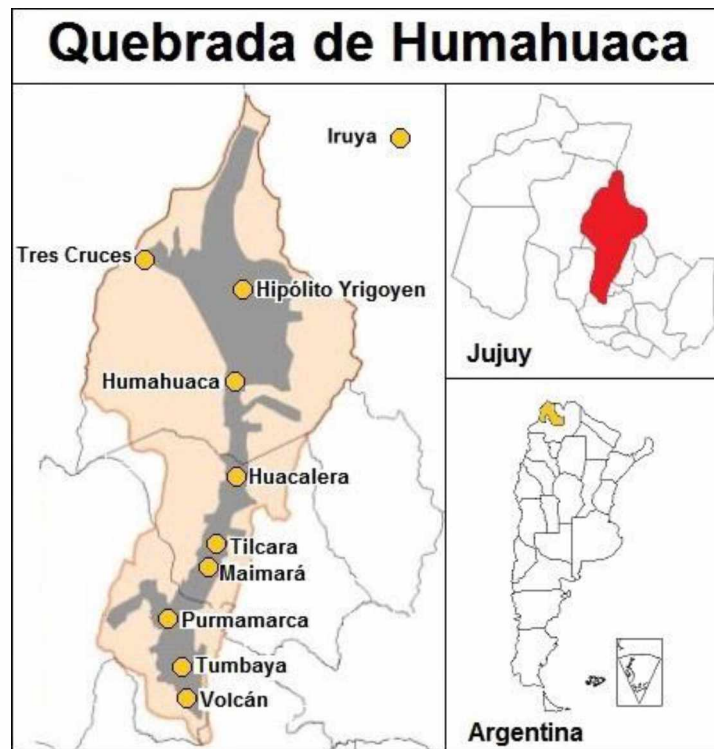 Quebrada de Humahuaca
Iruya
Tres Cruces
Hipólito Yrigoyen
Humahuaca
Huacalera
Tilcara
Maimará
Purmamarca
Tumbaya
Volcán
Jujuy
Argentina